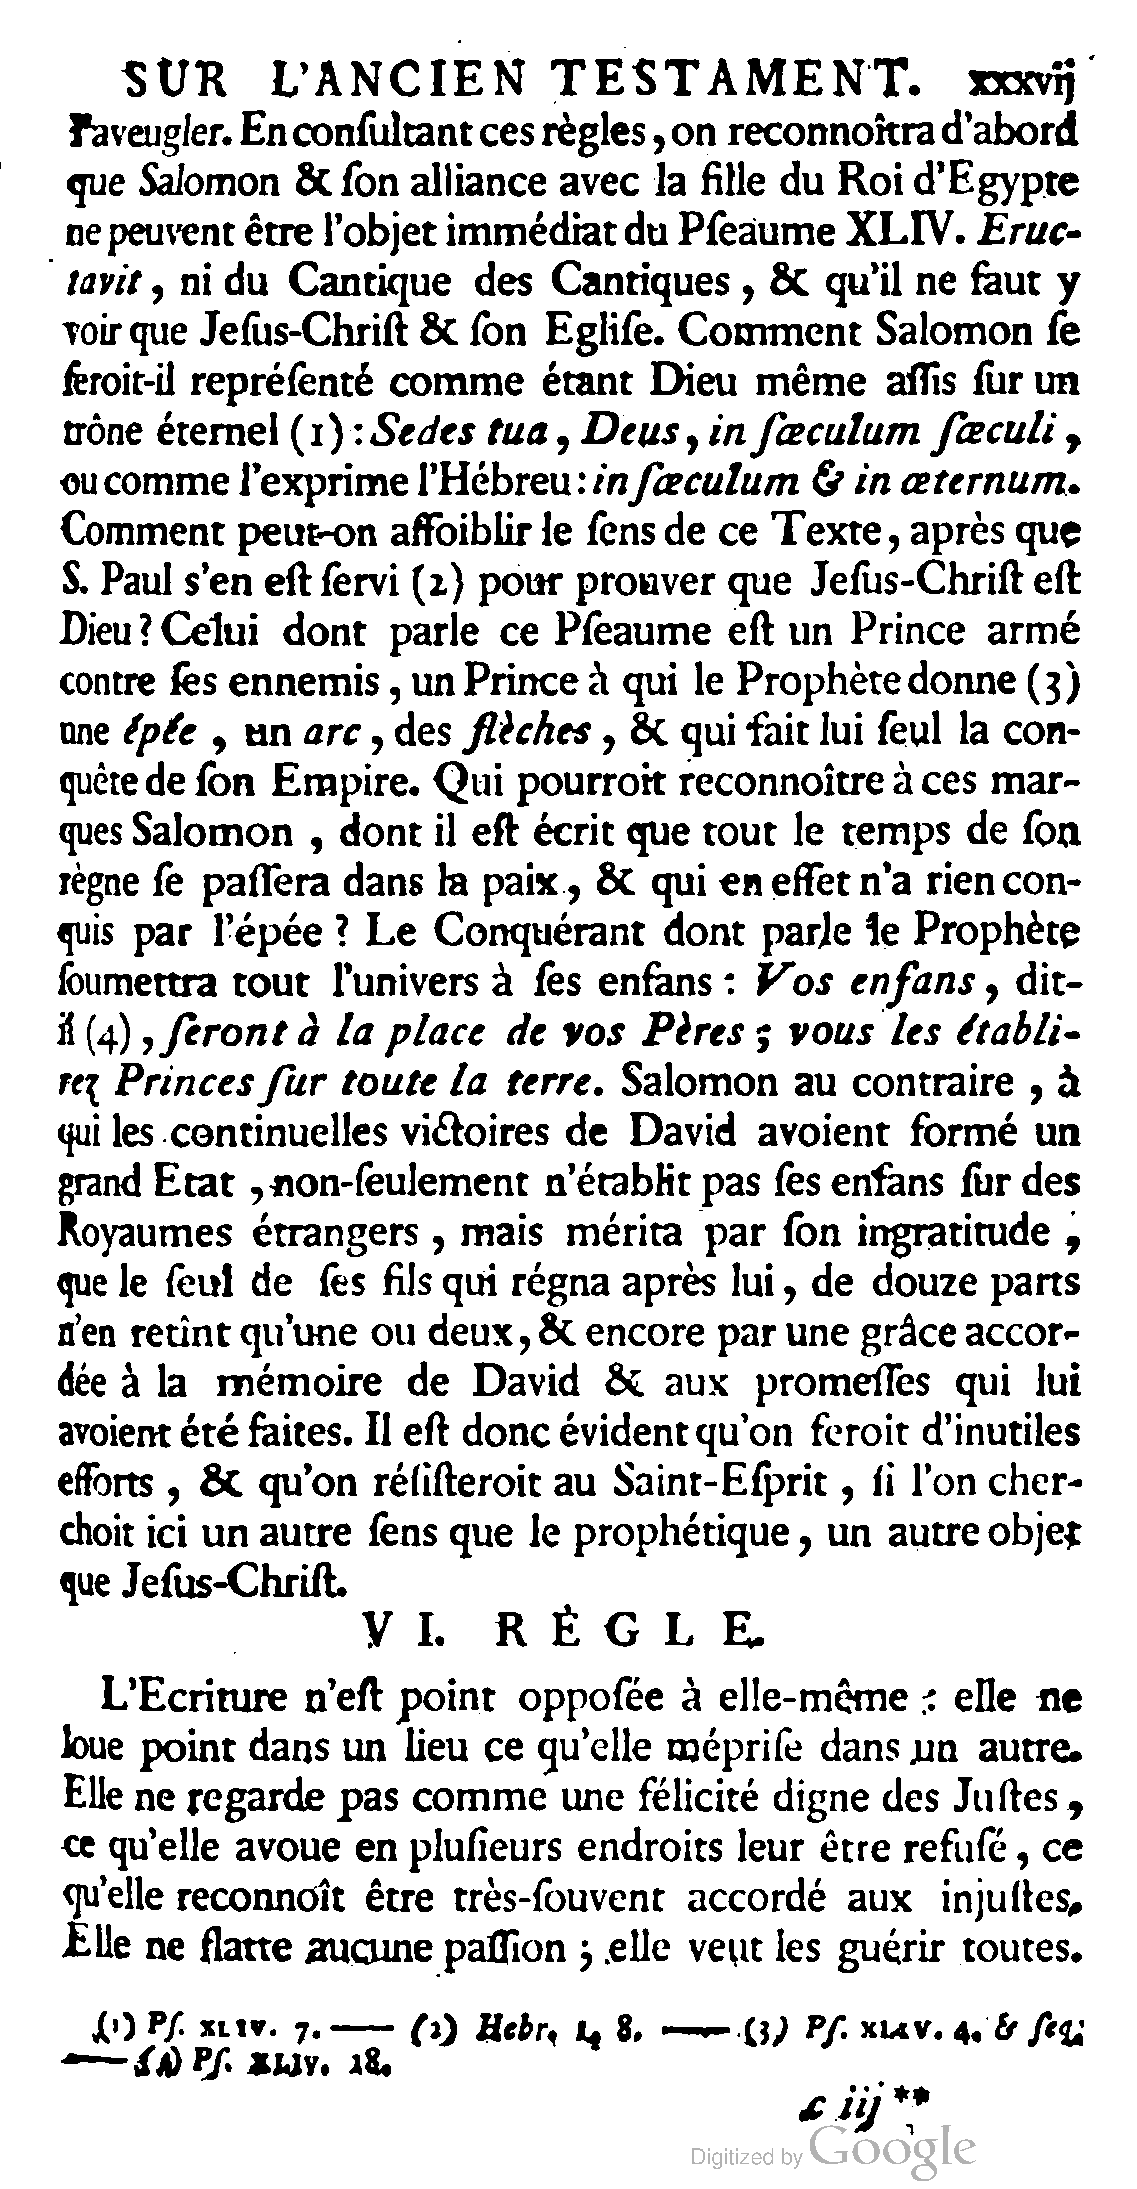 SUR L'ANCIEN TESTAMENT. xxxvij
l'aveugler. En conſultant ces règles, on reconnoîtra d'abord
que Salomon & ſon alliance avec la fille du Roi d'Egypte
ne peuvent être l'objet immédiat du Pſeaume XLIV. Eruc-
tavit, ni du Cantique des Cantiques, & qu'il ne faut y
voir que Jeſus-Chriſt & ſon Egliſe. Comment Salomon ſe
ſeroit-il repréſenté comme étant Dieu même aſſis ſur un
trône éternel (1) : Sedes tua, Deus, in ſæculum ſæculi,
ou comme l'exprime l'Hébreu : in ſæculum & in æternum.
Comment peut-on affoiblir le ſens de ce Texte, après que
S. Paul s'en eſt ſervi (2) pour prouver que Jeſus-Chriſt eſt
Dieu ? Celui dont parle ce Pſeaume eſt un Prince armé
contre ſes ennemis, un Prince à qui le Prophète donne (3)
une épée, un arc, des flèches, & qui fait lui ſeul la con-
quête de ſon Empire. Qui pourroit reconnoître à ces mar-
ques Salomon, dont il eſt écrit que tout le temps de ſon
règne ſe paſſera dans la paix, & qui en effet n'a rien con-
quis par l'épée ? Le Conquérant dont parle le Prophète
ſoumettra tout l'univers à ſes enfans : Vos enfans, dit-
il (4), ſeront à la place de vos Pères ; vous les établi-
rez Princes ſur toute la terre. Salomon au contraire, à
qui les continuelles victoires de David avoient formé un
grand Etat, non-ſeulement n'établit pas ſes enfans ſur des
Royaumes étrangers, mais mérita par ſon ingratitude,
que le ſeul de ſes fils qui régna après lui, de douze parts
n'en retînt qu'une ou deux, & encore par une grâce accor-
dée à la mémoire de David & aux promeſſes qui lui
avoient été faites. Il eſt donc évident qu'on feroit d'inutiles
efforts, & qu'on réſiſteroit au Saint-Eſprit, ſi l'on cher-
choit ici un autre ſens que le prophétique, un autre objet
que Jeſus-Chriſt.
VI. RÈGLE.
L'Ecriture n'eſt point oppoſée à elle-même : elle ne
loue point dans un lieu ce qu'elle mépriſe dans un autre.
Elle ne regarde pas comme une félicité digne des Juſtes,
ce qu'elle avoue en pluſieurs endroits leur être refuſé, ce
qu'elle reconnoît être très-ſouvent accordé aux injuſtes.
Elle ne flatte aucune paſſion ; elle veut les guérir toutes.
(1) Pſ. XLIV. 7. — (2) Hebr. I, 8. — (3) Pſ. XLIV. 4. & ſeq.
— (4) Pſ. XLIV. 18.
c iij **
Digitized by Google